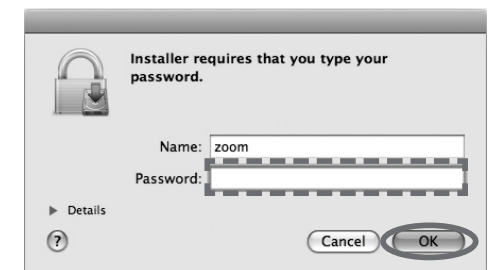 Installer requires that you type your
password.
Name: zoom
Password:
Details
?
Cancel
OK